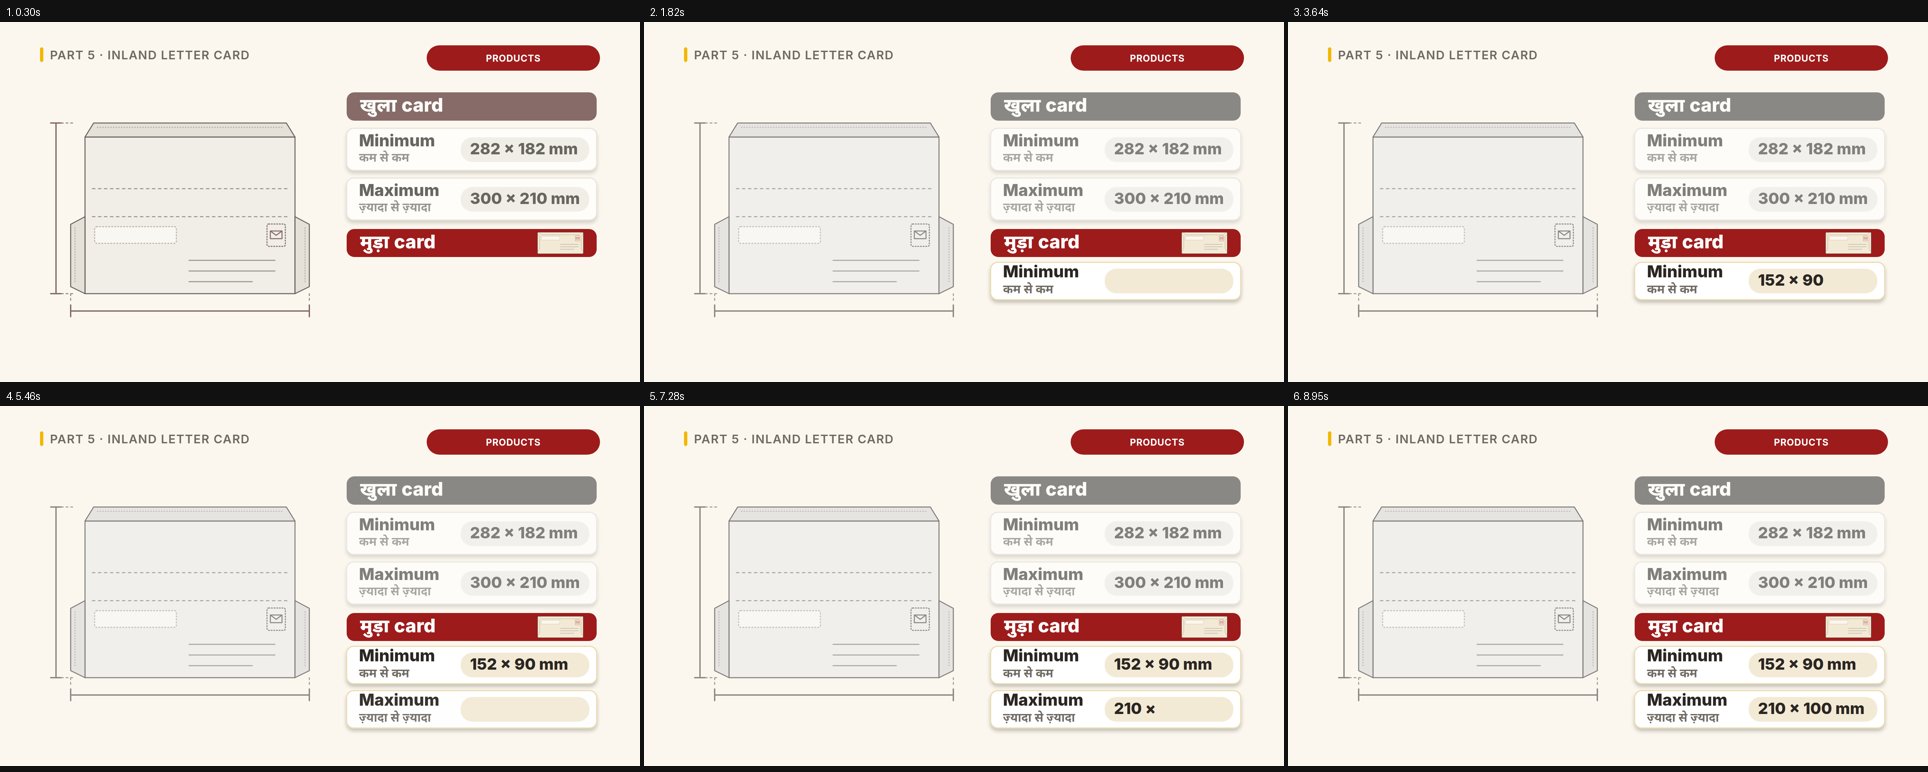 1. 0.30s
PART 5 · INLAND LETTER CARD
PRODUCTS
खुला card
Minimum
कम से कम
282 × 182 mm
Maximum
ज़्यादा से ज़्यादा
300 × 210 mm
मुड़ा card
2. 1.82s
PART 5 · INLAND LETTER CARD
PRODUCTS
खुला card
Minimum
कम से कम
282 × 182 mm
Maximum
ज़्यादा से ज़्यादा
300 × 210 mm
मुड़ा card
Minimum
कम से कम
3. 3.64s
PART 5 · INLAND LETTER CARD
PRODUCTS
खुला card
Minimum
कम से कम
282 × 182 mm
Maximum
ज़्यादा से ज़्यादा
300 × 210 mm
मुड़ा card
Minimum
कम से कम
152 × 90
4. 5.46s
PART 5 · INLAND LETTER CARD
PRODUCTS
खुला card
Minimum
कम से कम
282 × 182 mm
Maximum
ज़्यादा से ज़्यादा
300 × 210 mm
मुड़ा card
Minimum
कम से कम
152 × 90 mm
Maximum
ज़्यादा से ज़्यादा
5. 7.28s
PART 5 · INLAND LETTER CARD
PRODUCTS
खुला card
Minimum
कम से कम
282 × 182 mm
Maximum
ज़्यादा से ज़्यादा
300 × 210 mm
मुड़ा card
Minimum
कम से कम
152 × 90 mm
Maximum
ज़्यादा से ज़्यादा
210 ×
6. 8.95s
PART 5 · INLAND LETTER CARD
PRODUCTS
खुला card
Minimum
कम से कम
282 × 182 mm
Maximum
ज़्यादा से ज़्यादा
300 × 210 mm
मुड़ा card
Minimum
कम से कम
152 × 90 mm
Maximum
ज़्यादा से ज़्यादा
210 × 100 mm